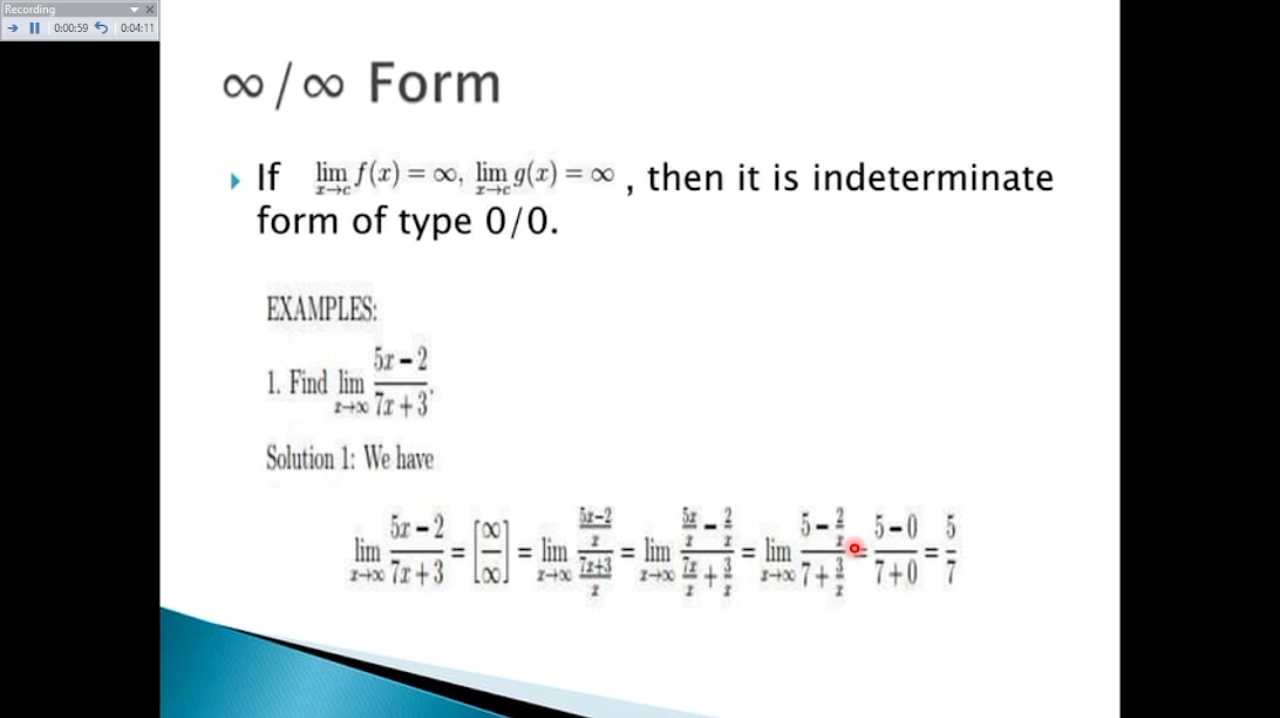 Recording
0:00:59 0:04:11
∞/∞ Form
If lim x→c f(x) = ∞, lim x→c g(x) = ∞ , then it is indeterminate
form of type 0/0.
EXAMPLES:
1. Find lim x→∞ (5x − 2)/(7x + 3).
Solution 1: We have
lim x→∞ (5x − 2)/(7x + 3) = [∞/∞] = lim x→∞ ((5x−2)/x)/((7x+3)/x) = lim x→∞ (5x/x − 2/x)/(7x/x + 3/x) = lim x→∞ (5 − 2/x)/(7 + 3/x) = (5 − 0)/(7 + 0) = 5/7